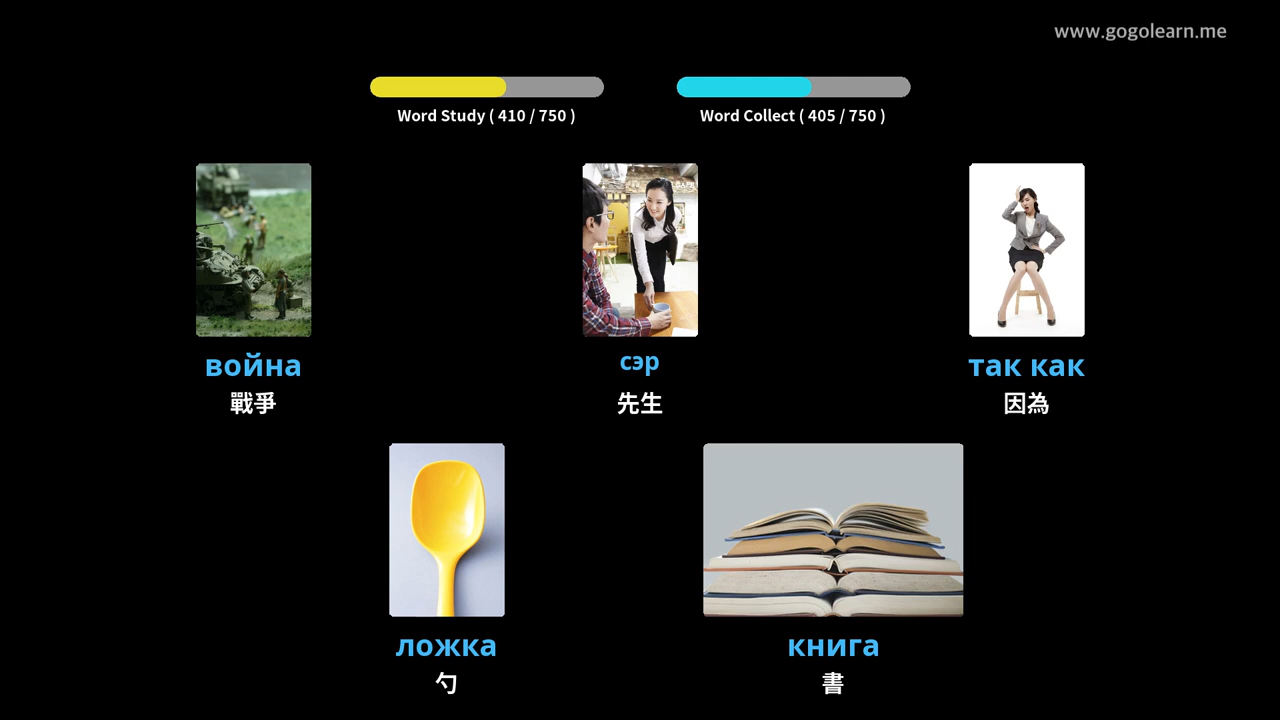 www.gogolearn.me
Word Study ( 410 / 750 )
Word Collect ( 405 / 750 )
война
戰爭
сэр
先生
так как
因為
ложка
勺
книга
書